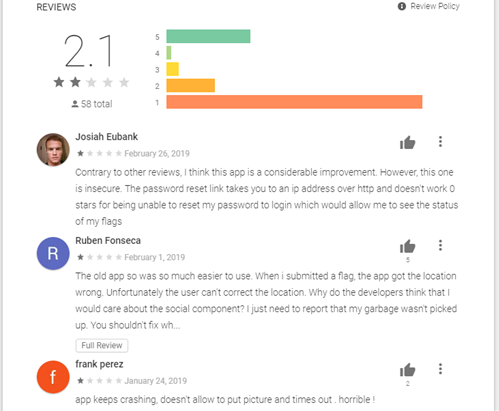 REVIEWS
Review Policy
2.1
58 total
5
4
3
2
1
Josiah Eubank
February 26, 2019
Contrary to other reviews, I think this app is a considerable improvement. However, this one
is insecure. The password reset link takes you to an ip address over http and doesn't work 0
stars for being unable to reset my password to login which would allow me to see the status
of my flags
R
Ruben Fonseca
February 1, 2019
5
The old app so was so much easier to use. When i submitted a flag, the app got the location
wrong. Unfortunately the user can't correct the location. Why do the developers think that I
would care about the social component? I just need to report that my garbage wasn't picked
up. You shouldn't fix wh...
Full Review
f
frank perez
January 24, 2019
2
app keeps crashing, doesn't allow to put picture and times out . horrible !